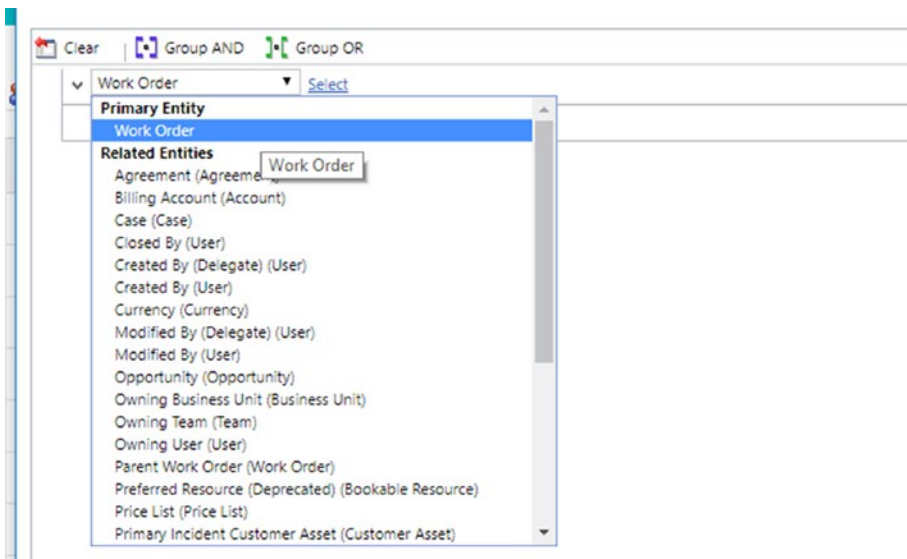 Clear Group AND Group OR
Work Order Select
Primary Entity
Work Order
Related Entities
Work Order
Agreement (Agreement)
Billing Account (Account)
Case (Case)
Closed By (User)
Created By (Delegate) (User)
Created By (User)
Currency (Currency)
Modified By (Delegate) (User)
Modified By (User)
Opportunity (Opportunity)
Owning Business Unit (Business Unit)
Owning Team (Team)
Owning User (User)
Parent Work Order (Work Order)
Preferred Resource (Deprecated) (Bookable Resource)
Price List (Price List)
Primary Incident Customer Asset (Customer Asset)